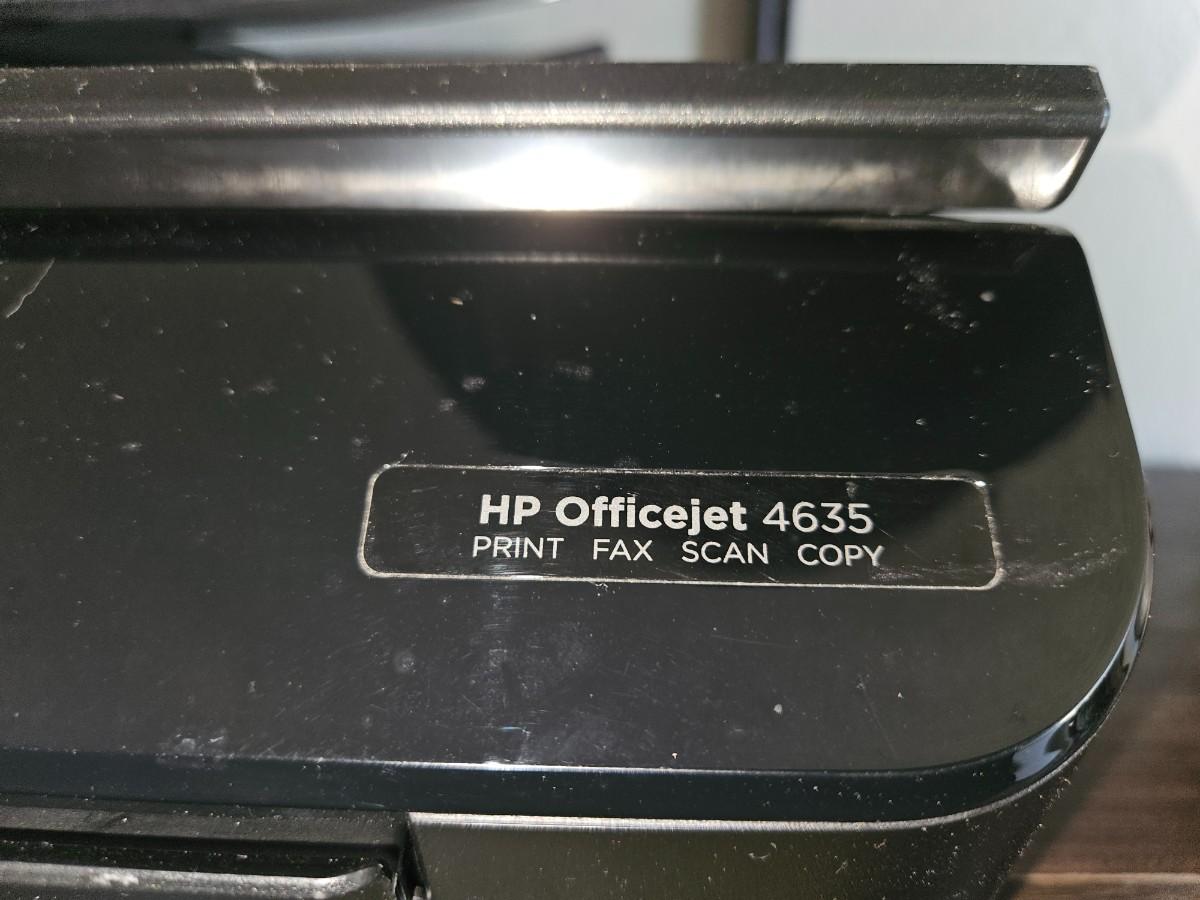 HP Officejet 4635
PRINT FAX SCAN COPY